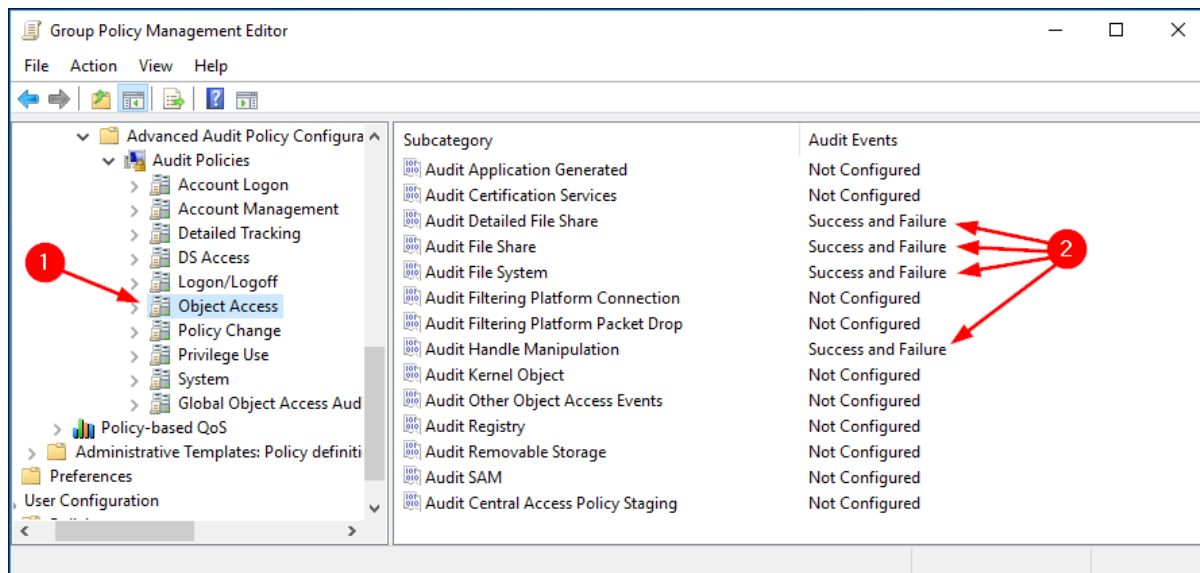 Group Policy Management Editor
File Action View Help
Advanced Audit Policy Configura
Audit Policies
Account Logon
Account Management
Detailed Tracking
DS Access
Logon/Logoff
Object Access
Policy Change
Privilege Use
System
Global Object Access Aud
Policy-based QoS
Administrative Templates: Policy definiti
Preferences
User Configuration
1
Subcategory Audit Events
Audit Application Generated Not Configured
Audit Certification Services Not Configured
Audit Detailed File Share Success and Failure
Audit File Share Success and Failure
Audit File System Success and Failure
Audit Filtering Platform Connection Not Configured
Audit Filtering Platform Packet Drop Not Configured
Audit Handle Manipulation Success and Failure
Audit Kernel Object Not Configured
Audit Other Object Access Events Not Configured
Audit Registry Not Configured
Audit Removable Storage Not Configured
Audit SAM Not Configured
Audit Central Access Policy Staging Not Configured
2